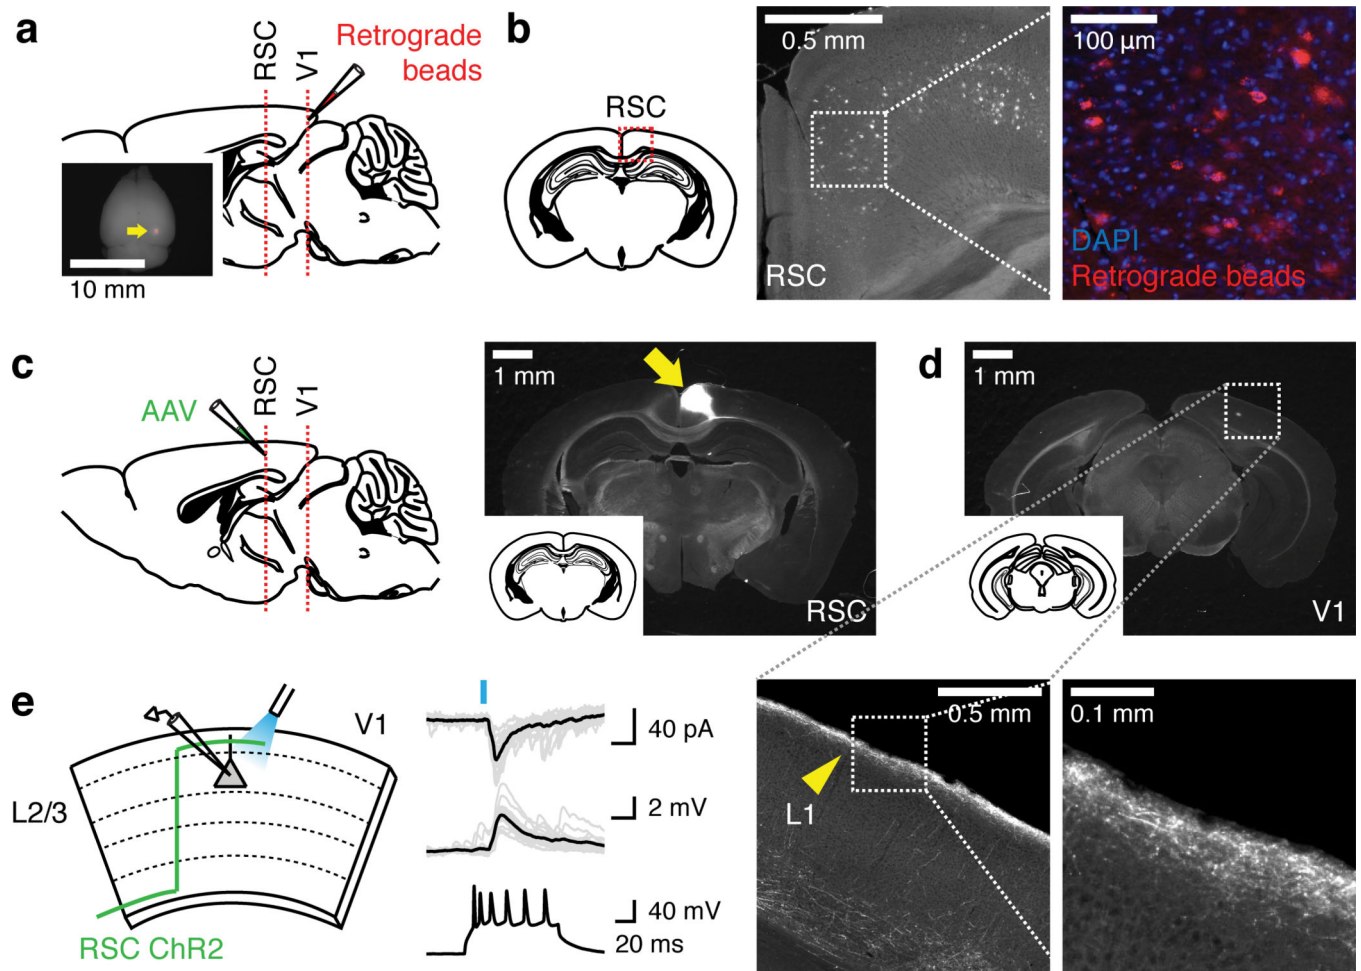 a
RSC
V1
Retrograde
beads
10 mm
b
RSC
0.5 mm
RSC
100 µm
DAPI
Retrograde beads
c
AAV
RSC
V1
1 mm
RSC
d
1 mm
V1
e
V1
L2/3
RSC ChR2
40 pA
2 mV
40 mV
20 ms
0.5 mm
L1
0.1 mm